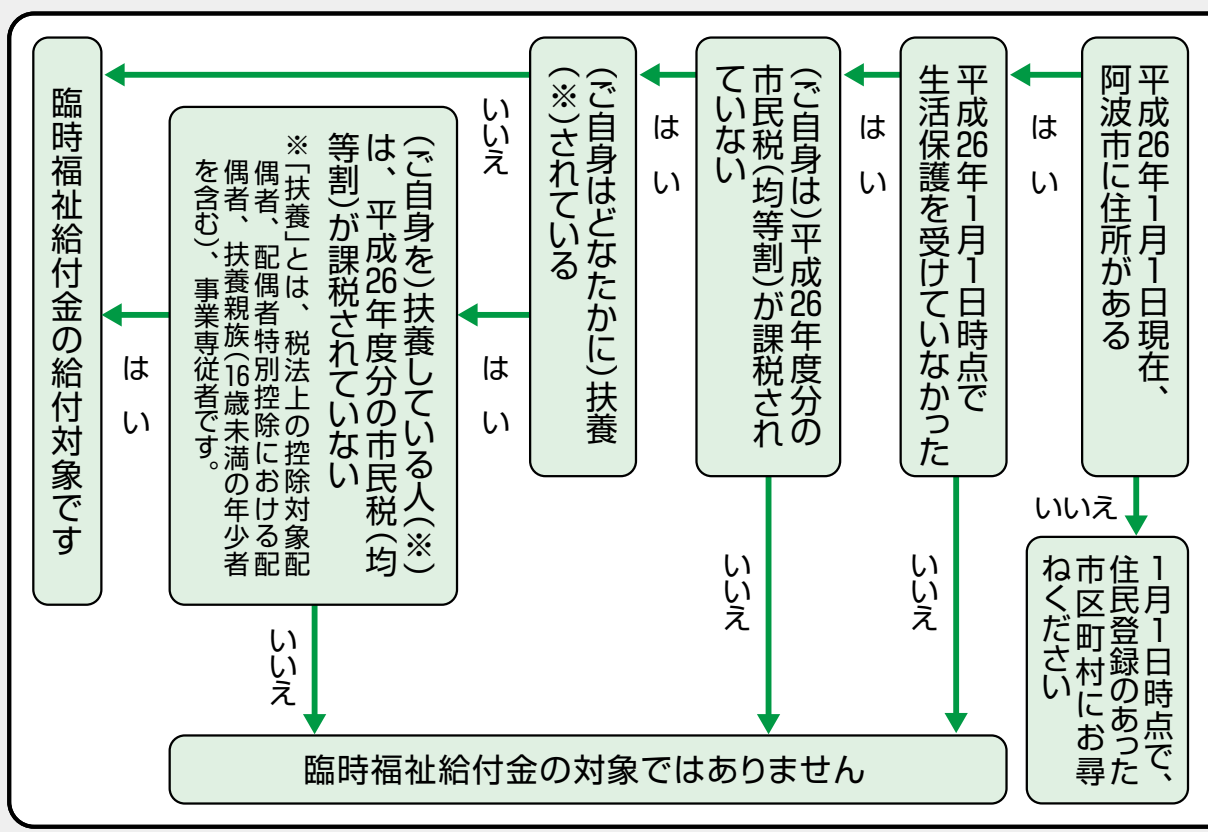 平成26年1月1日現在、
阿波市に住所がある
はい
いいえ
1月1日時点で、
住民登録のあった
市区町村にお尋
ねください
平成26年1月1日時点で
生活保護を受けていなかった
はい
いいえ
(ご自身は)平成26年度分の
市民税(均等割)が課税され
ていない
はい
いいえ
(ご自身はどなたかに)扶養
(※)されている
いいえ
はい
(ご自身を)扶養している人(※)
は、平成26年度分の市民税(均
等割)が課税されていない
※「扶養」とは、税法上の控除対象配
偶者、配偶者特別控除における配
偶者、扶養親族(16歳未満の年少者
を含む)、事業専従者です。
はい
いいえ
臨時福祉給付金の給付対象です
臨時福祉給付金の対象ではありません